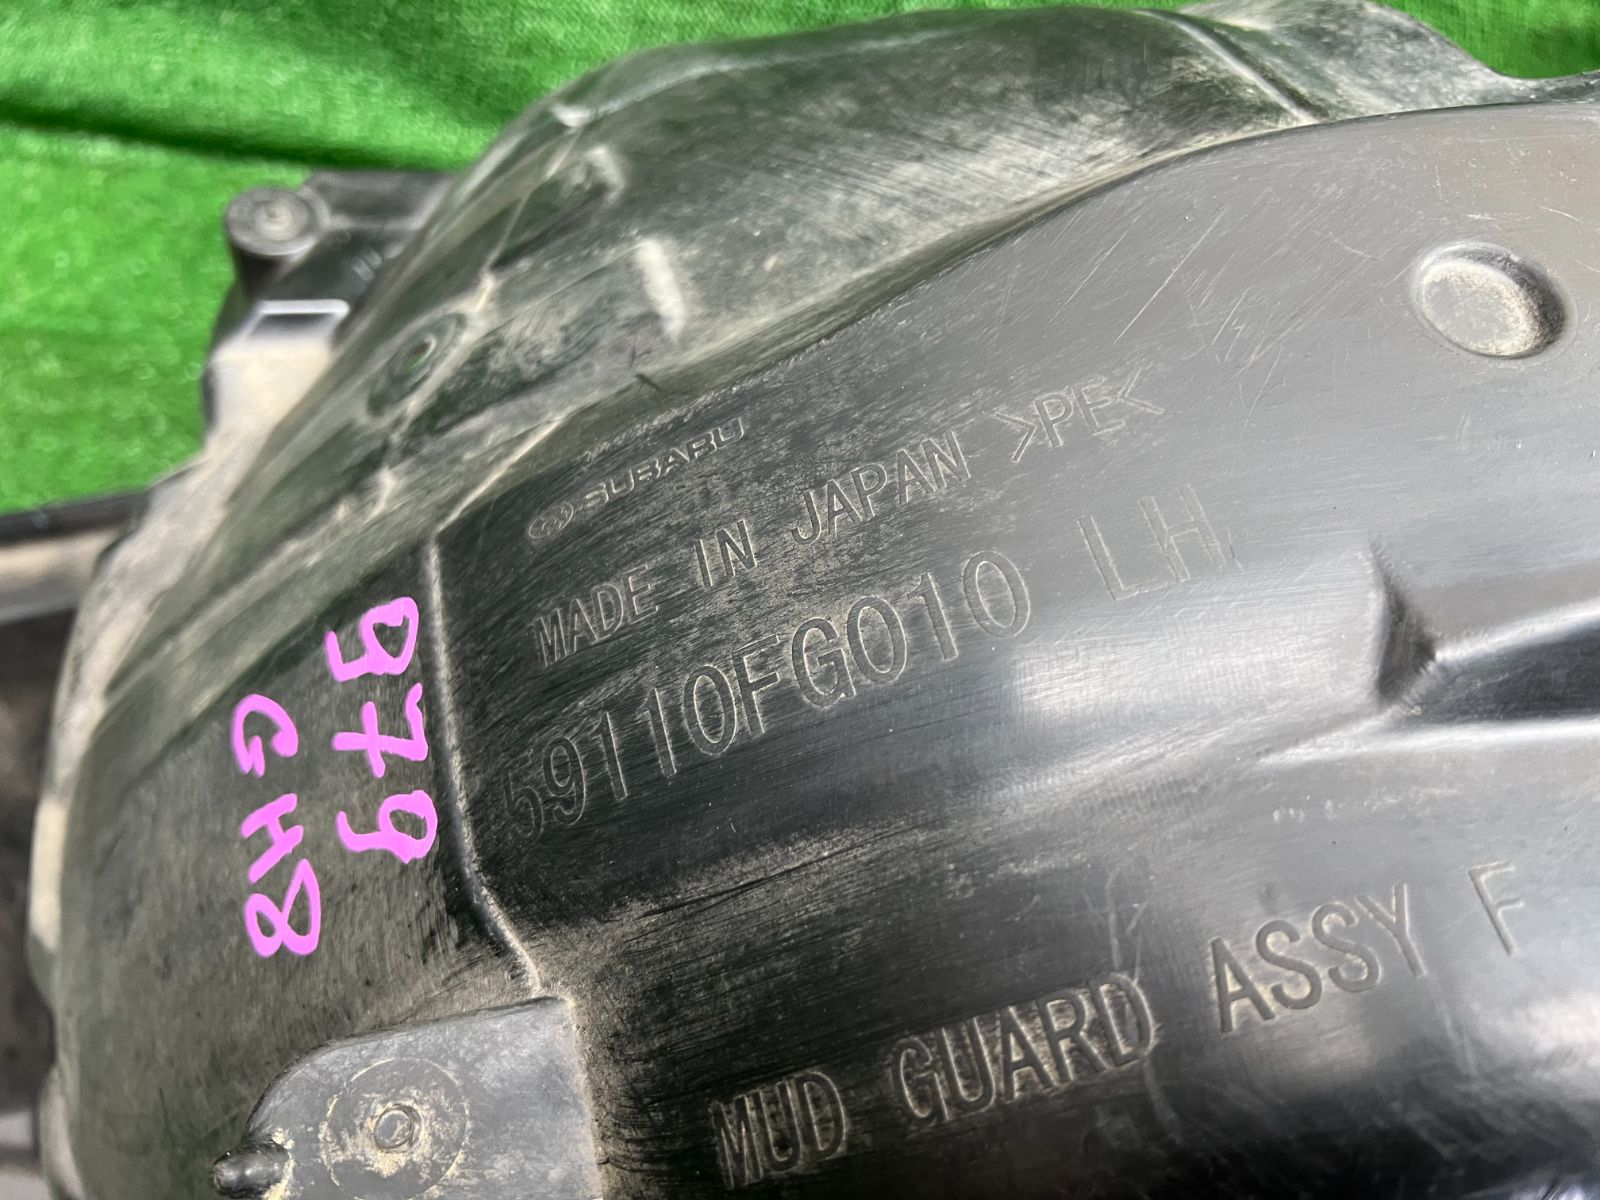 SUBARU
MADE IN JAPAN >PE<
59110FG010 LH
MUD GUARD ASSY F
979
GH8